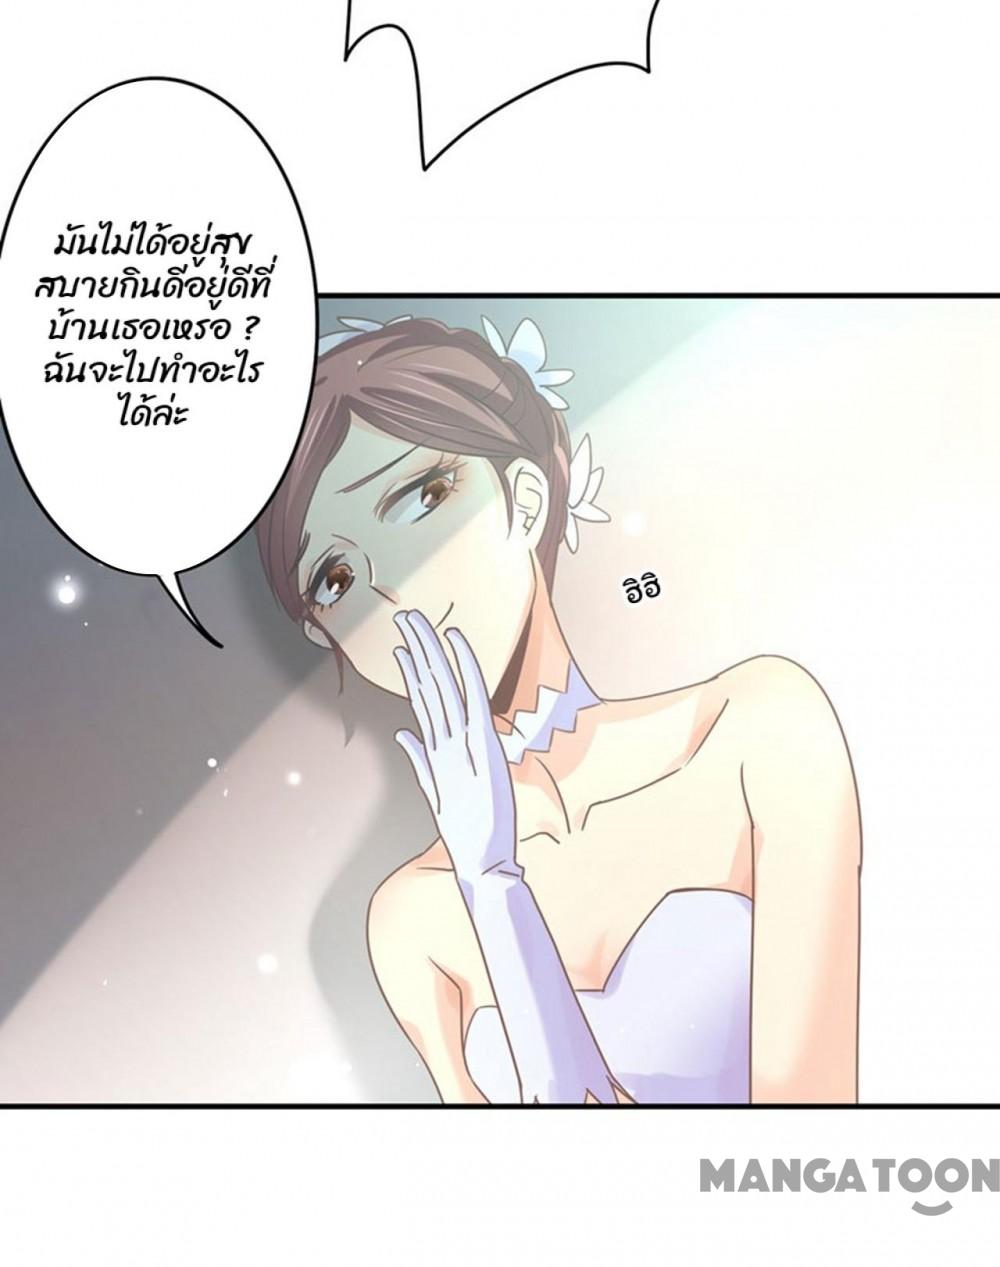 มันไม่ได้อยู่สุข
สบายกินดีอยู่ดีที่
บ้านเธอเหรอ ?
ฉันจะไปทำอะไร
ได้ล่ะ
ฮิฮิ
MANGATOON